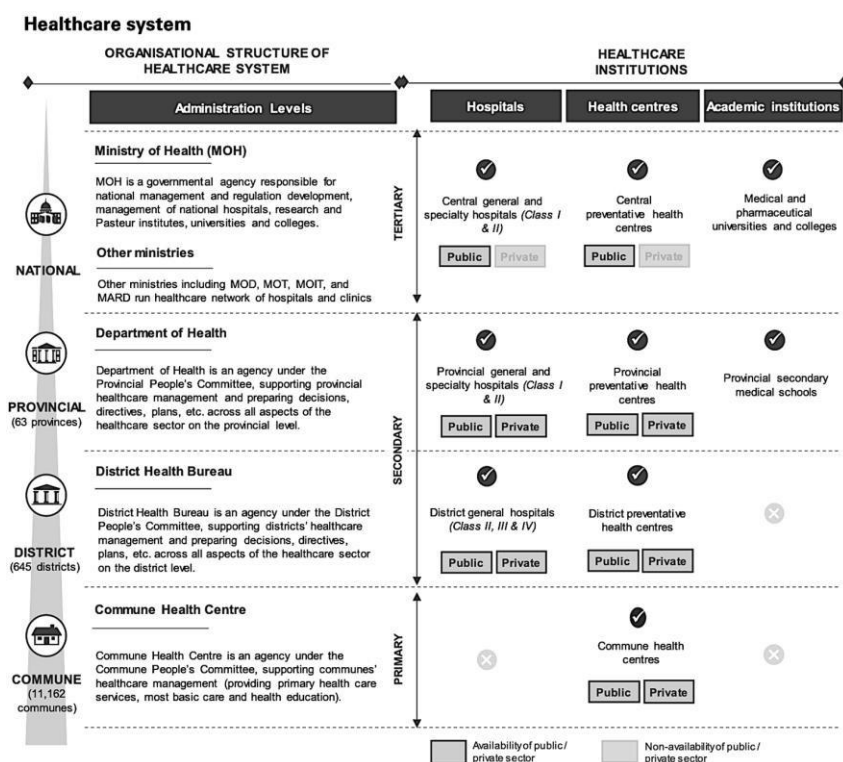 Healthcare system
ORGANISATIONAL STRUCTURE OF
HEALTHCARE SYSTEM
HEALTHCARE
INSTITUTIONS
Administration Levels
Hospitals
Health centres
Academic institutions
NATIONAL
Ministry of Health (MOH)
MOH is a governmental agency responsible for
national management and regulation development,
management of national hospitals, research and
Pasteur institutes, universities and colleges.
Other ministries
Other ministries including MOD, MOT, MOIT, and
MARD run healthcare network of hospitals and clinics
TERTIARY
Central general and
specialty hospitals (Class I
& II)
Public
Private
Central
preventative health
centres
Public
Private
Medical and
pharmaceutical
universities and colleges
PROVINCIAL
(63 provinces)
Department of Health
Department of Health is an agency under the
Provincial People's Committee, supporting provincial
healthcare management and preparing decisions,
directives, plans, etc. across all aspects of the
healthcare sector on the provincial level.
SECONDARY
Provincial general and
specialty hospitals (Class I
& II)
Public
Private
Provincial
preventative health
centres
Public
Private
Provincial secondary
medical schools
DISTRICT
(645 districts)
District Health Bureau
District Health Bureau is an agency under the District
People's Committee, supporting districts' healthcare
management and preparing decisions, directives,
plans, etc. across all aspects of the healthcare sector
on the district level.
District general hospitals
(Class II, III & IV)
Public
Private
District preventative
health centres
Public
Private
COMMUNE
(11,162
communes)
Commune Health Centre
Commune Health Centre is an agency under the
Commune People's Committee, supporting communes'
healthcare management (providing primary health care
services, most basic care and health education).
PRIMARY
Commune health
centres
Public
Private
Availability of public /
private sector
Non-availability of public /
private sector